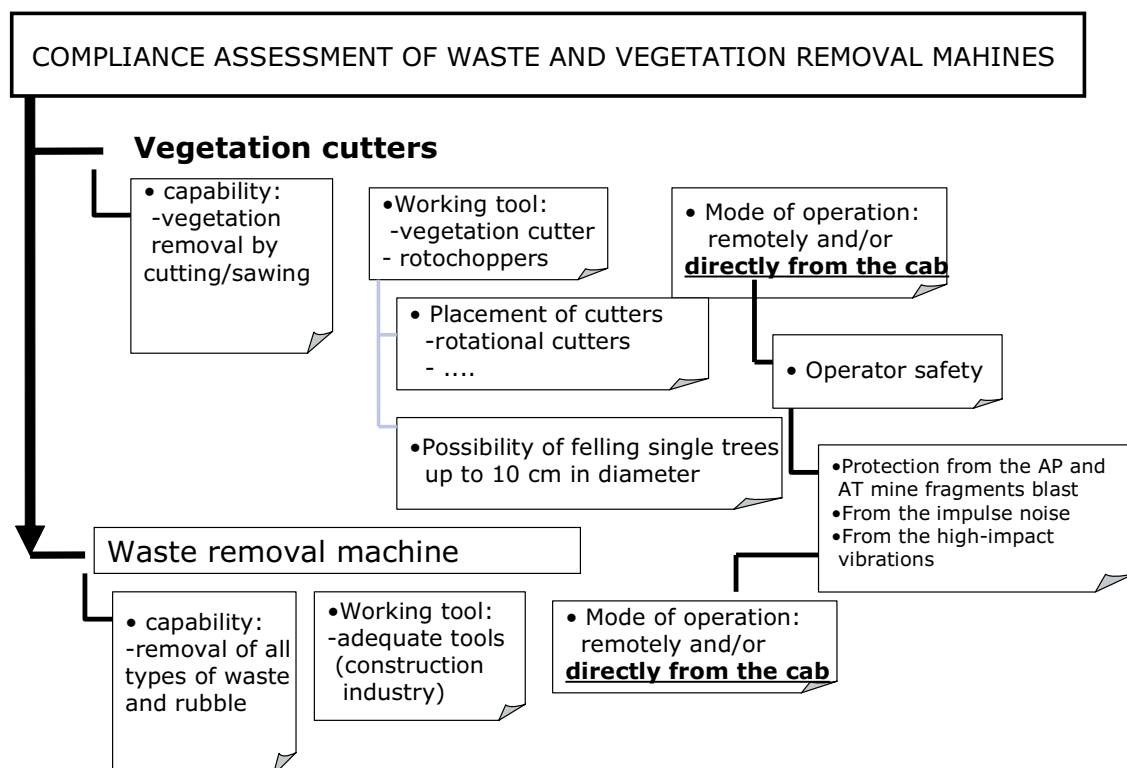 COMPLIANCE ASSESSMENT OF WASTE AND VEGETATION REMOVAL MAHINES
Vegetation cutters
• capability:
-vegetation
removal by
cutting/sawing
•Working tool:
-vegetation cutter
- rotochoppers
• Placement of cutters
-rotational cutters
- ....
•Possibility of felling single trees
up to 10 cm in diameter
• Mode of operation:
remotely and/or
directly from the cab
• Operator safety
•Protection from the AP and
AT mine fragments blast
•From the impulse noise
•From the high-impact
vibrations
Waste removal machine
• capability:
-removal of all
types of waste
and rubble
•Working tool:
-adequate tools
(construction
industry)
• Mode of operation:
remotely and/or
directly from the cab